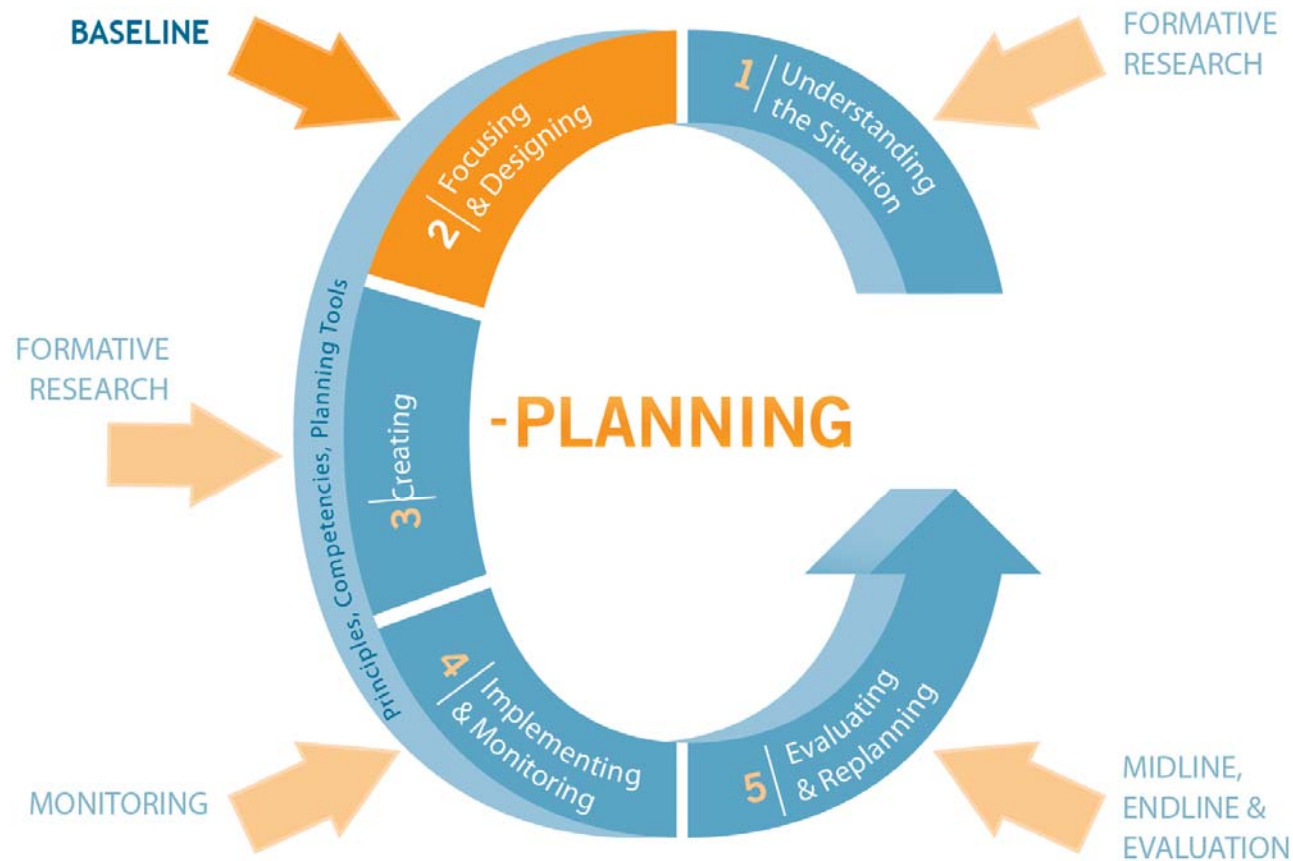 BASELINE
FORMATIVE
RESEARCH
1
Understanding
the Situation
2
Focusing
& Designing
FORMATIVE
RESEARCH
Principles, Competencies, Planning Tools
3
Creating
C
-PLANNING
4
Implementing
& Monitoring
5
Evaluating
& Replanning
MONITORING
MIDLINE,
ENDLINE &
EVALUATION